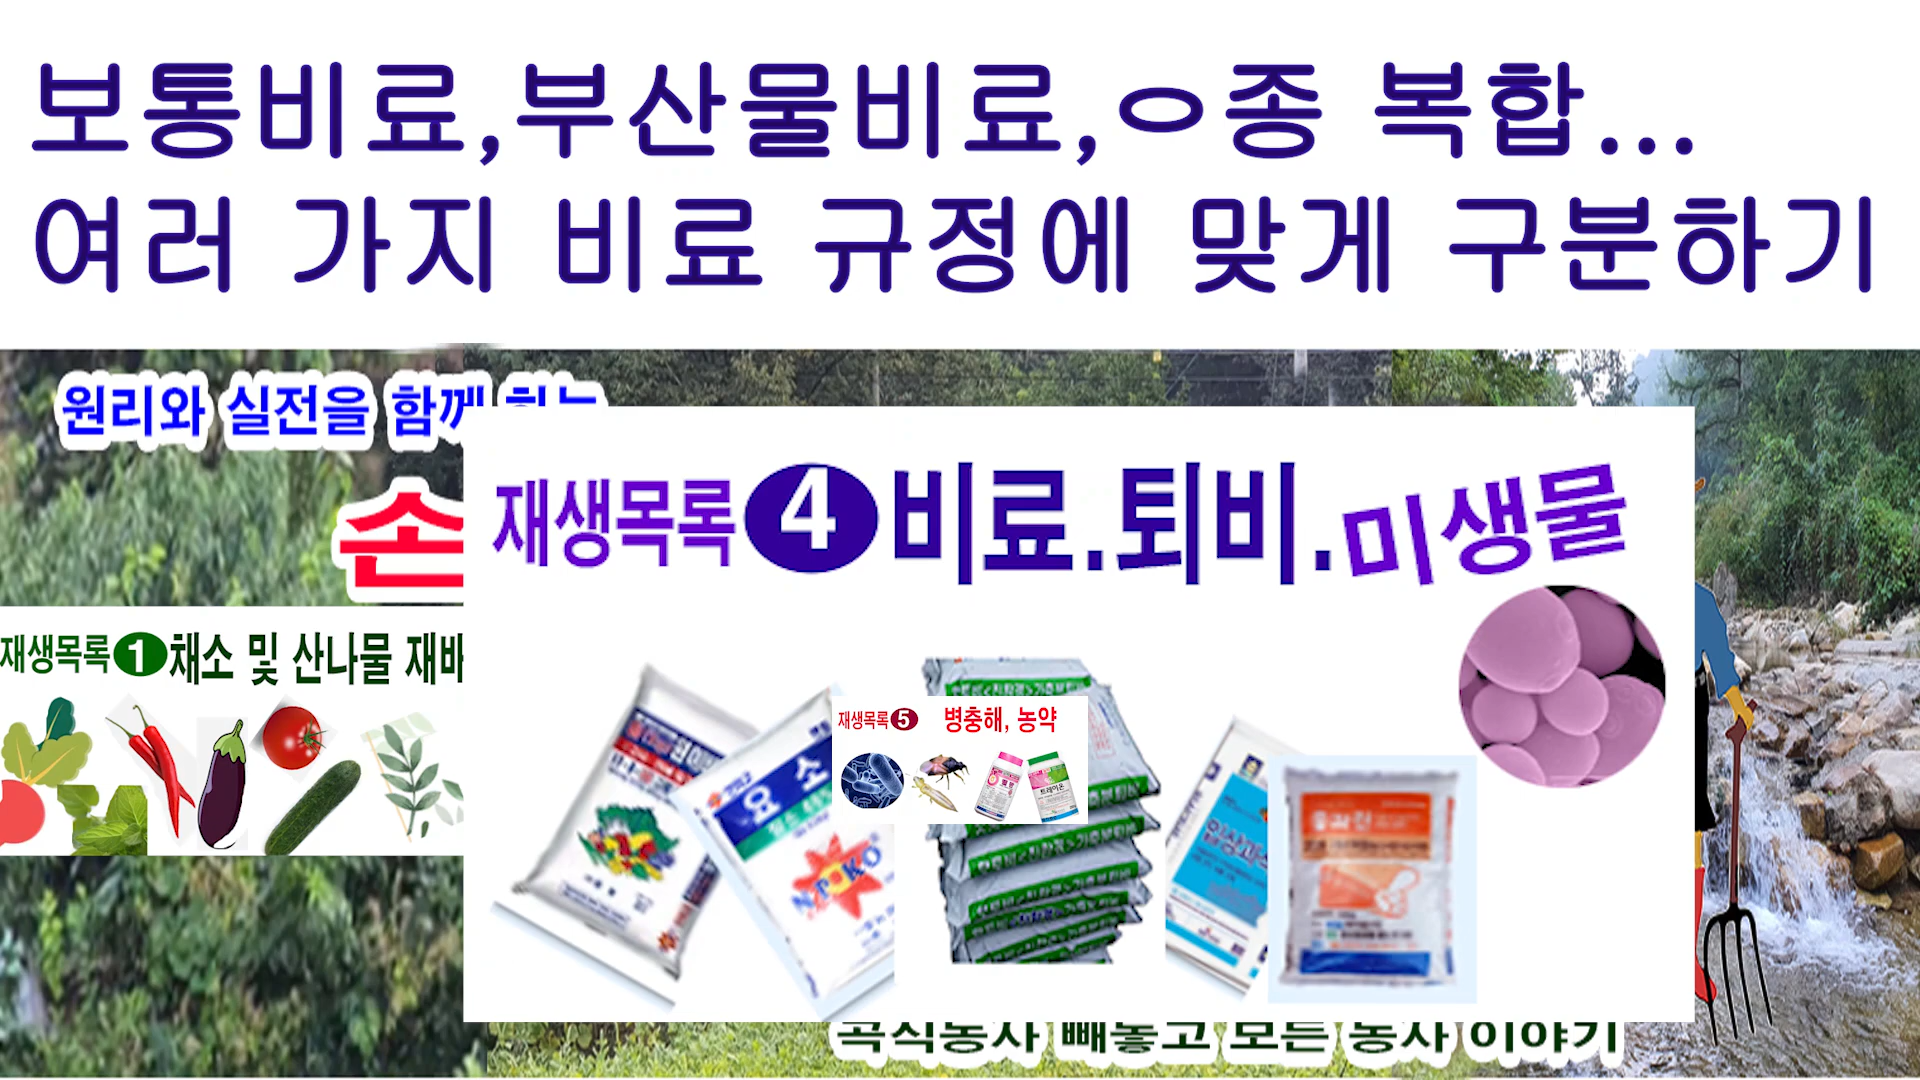 보통비료,부산물비료,ㅇ종 복합...
여러 가지 비료 규정에 맞게 구분하기
원리와 실전을 함께 하는
손
재생목록 4 비료.퇴비.미생물
재생목록 1 채소 및 산나물 재배
재생목록 5 병충해, 농약
요소
곡식농사 빼놓고 모든 농사 이야기